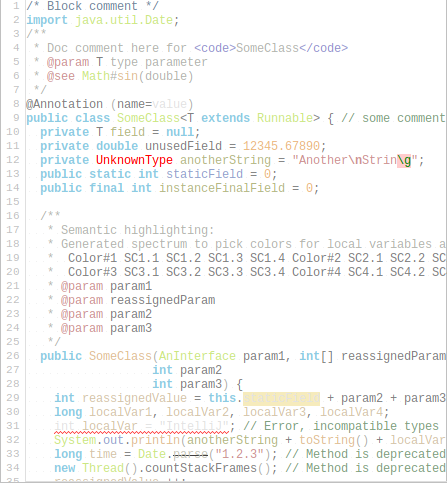 1 /* Block comment */
2 import java.util.Date;
3 /**
4  * Doc comment here for <code>SomeClass</code>
5  * @param T type parameter
6  * @see Math#sin(double)
7  */
8 @Annotation (name=value)
9 public class SomeClass<T extends Runnable> { // some comment
10   private T field = null;
11   private double unusedField = 12345.67890;
12   private UnknownType anotherString = "Another\nStrin\g";
13   public static int staticField = 0;
14   public final int instanceFinalField = 0;
15
16   /**
17    * Semantic highlighting:
18    * Generated spectrum to pick colors for local variables a
19    *  Color#1 SC1.1 SC1.2 SC1.3 SC1.4 Color#2 SC2.1 SC2.2 SC
20    *  Color#3 SC3.1 SC3.2 SC3.3 SC3.4 Color#4 SC4.1 SC4.2 SC
21    * @param param1
22    * @param reassignedParam
23    * @param param2
24    * @param param3
25    */
26   public SomeClass(AnInterface param1, int[] reassignedParam
27                   int param2
28                   int param3) {
29     int reassignedValue = this.staticField + param2 + param3
30     long localVar1, localVar2, localVar3, localVar4;
31     int localVar = "IntelliJ"; // Error, incompatible types
32     System.out.println(anotherString + toString() + localVar
33     long time = Date.parse("1.2.3"); // Method is deprecated
34     new Thread().countStackFrames(); // Method is deprecated
35     reassignedValue ++;